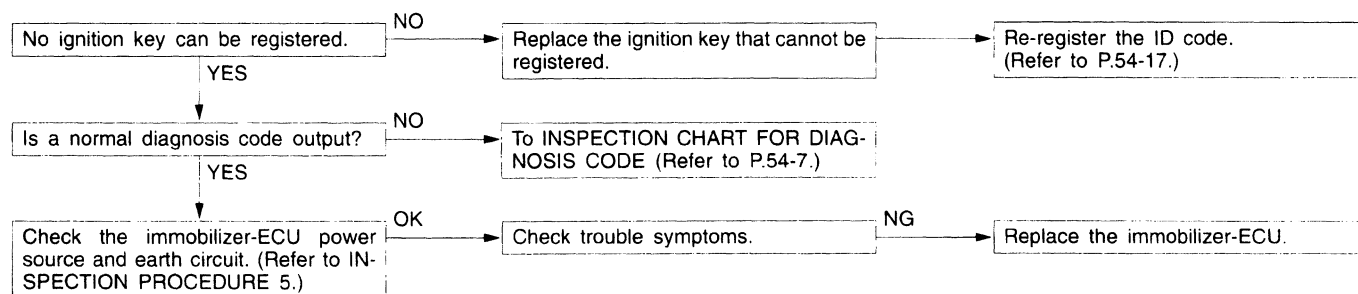 No ignition key can be registered.
NO
Replace the ignition key that cannot be
registered.
Re-register the ID code.
(Refer to P.54-17.)
YES
Is a normal diagnosis code output?
NO
To INSPECTION CHART FOR DIAG-
NOSIS CODE (Refer to P.54-7.)
YES
Check the immobilizer-ECU power
source and earth circuit. (Refer to IN-
SPECTION PROCEDURE 5.)
OK
Check trouble symptoms.
NG
Replace the immobilizer-ECU.